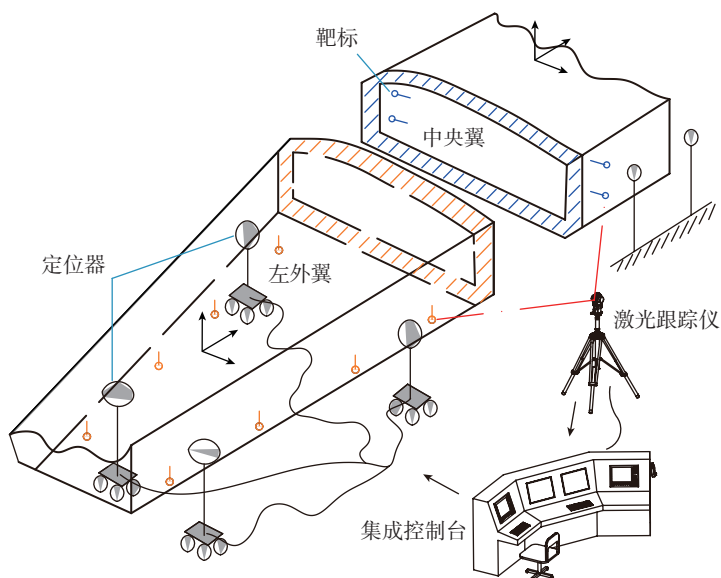 靶标
中央翼
定位器
左外翼
激光跟踪仪
集成控制台